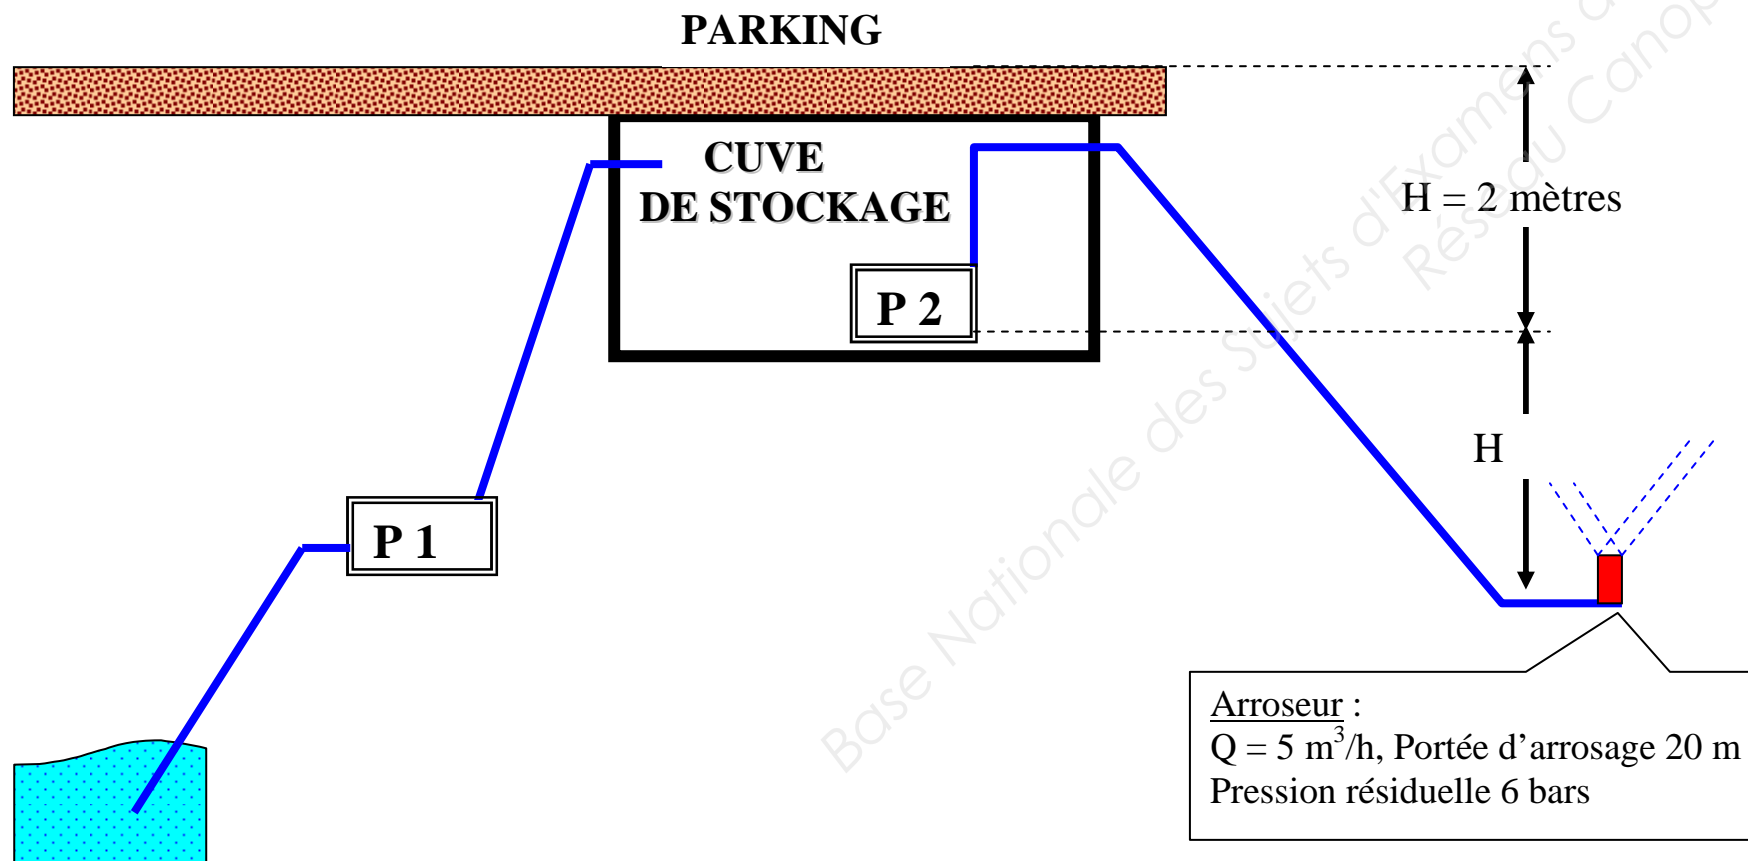 PARKING
CUVE
DE STOCKAGE
H = 2 mètres
P 2
H
P 1
Arroseur :
Q = 5 m³/h, Portée d'arrosage 20 m
Pression résiduelle 6 bars
Base Nationale des Sujets d'Examens d
Réseau Canop